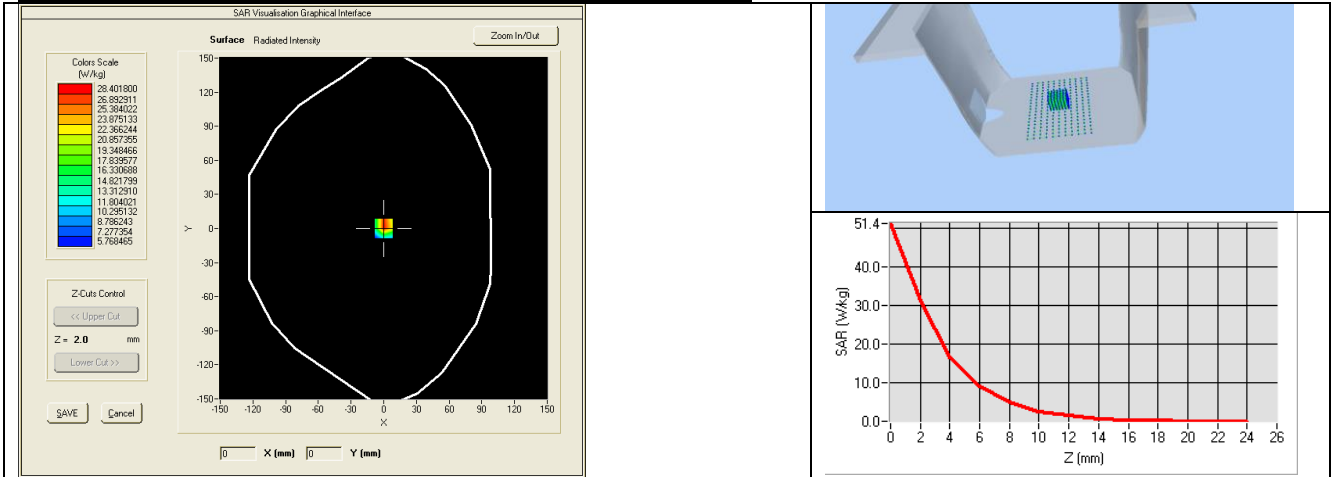 SAR Visualisation Graphical Interface
Surface Radiated Intensity
Zoom In/Out
Colors Scale
(W/kg)
28.401800
26.892911
25.384022
23.875133
22.366244
20.857355
19.348466
17.839577
16.330688
14.821799
13.312910
11.804021
10.295132
8.786243
7.277354
5.768465
Z-Cuts Control
<< Upper Cut
Z = 2.0 mm
Lower Cut >>
SAVE Cancel
150-
120-
90-
60-
30-
0-
-30-
-60-
-90-
-120-
-150-
Y
-150 -120 -90 -60 -30 0 30 60 90 120 150
X
0 X (mm) 0 Y (mm)
51.4-
40.0-
30.0-
20.0-
10.0-
0.0-
SAR (W/kg)
0 2 4 6 8 10 12 14 16 18 20 22 24 26
Z (mm)